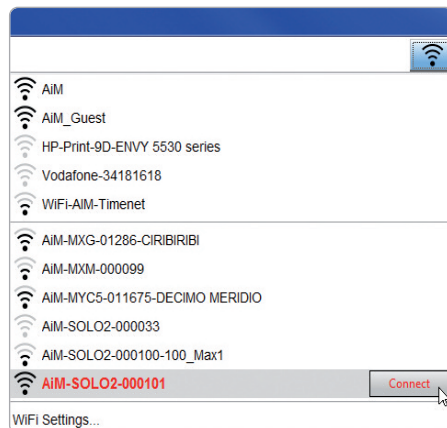 AiM
AiM_Guest
HP-Print-9D-ENVY 5530 series
Vodafone-34181618
WiFi-AIM-Timenet
AiM-MXG-01286-CIRIBIRIBI
AiM-MXM-000099
AiM-MYC5-011675-DECIMO MERIDIO
AiM-SOLO2-000033
AiM-SOLO2-000100-100_Max1
AiM-SOLO2-000101 Connect
WiFi Settings...